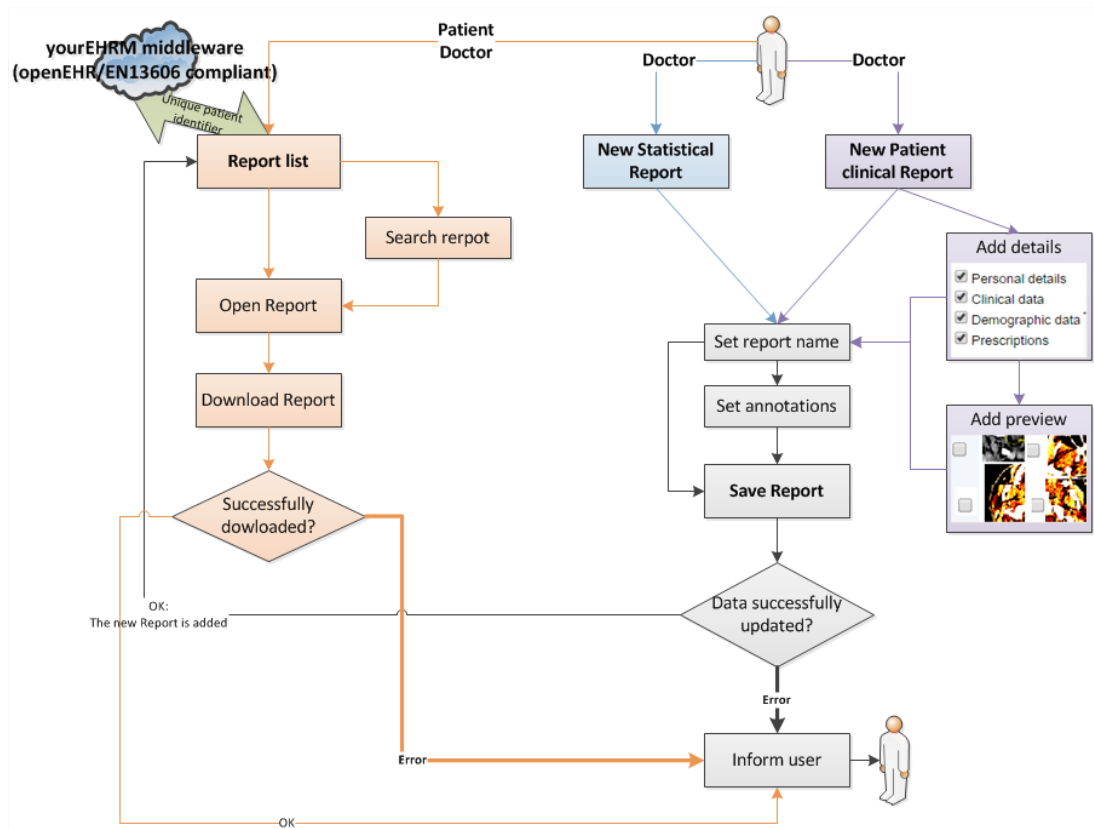 yourEHRM middleware
(openEHR/EN13606 compliant)
Patient
Doctor
Doctor
Doctor
Unique patient
identifier
Report list
New Statistical
Report
New Patient
clinical Report
Search rerpot
Add details
Personal details
Clinical data
Demographic data
Prescriptions
Open Report
Set report name
Download Report
Set annotations
Add preview
Successfully
dowloaded?
Save Report
OK:
The new Report is added
Data successfully
updated?
Error
Error
Inform user
OK